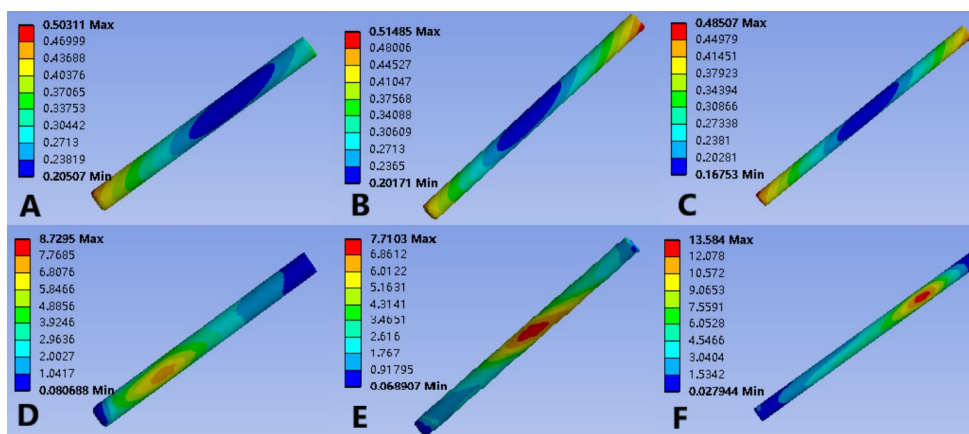 0.50311 Max
0.46999
0.43688
0.40376
0.37065
0.33753
0.30442
0.2713
0.23819
0.20507 Min
A
0.51485 Max
0.48006
0.44527
0.41047
0.37568
0.34088
0.30609
0.2713
0.2365
0.20171 Min
B
0.48507 Max
0.44979
0.41451
0.37923
0.34394
0.30866
0.27338
0.2381
0.20281
0.16753 Min
C
8.7295 Max
7.7685
6.8076
5.8466
4.8856
3.9246
2.9636
2.0027
1.0417
0.080688 Min
D
7.7103 Max
6.8612
6.0122
5.1631
4.3141
3.4651
2.616
1.767
0.91795
0.068907 Min
E
13.584 Max
12.078
10.572
9.0653
7.5591
6.0528
4.5466
3.0404
1.5342
0.027944 Min
F